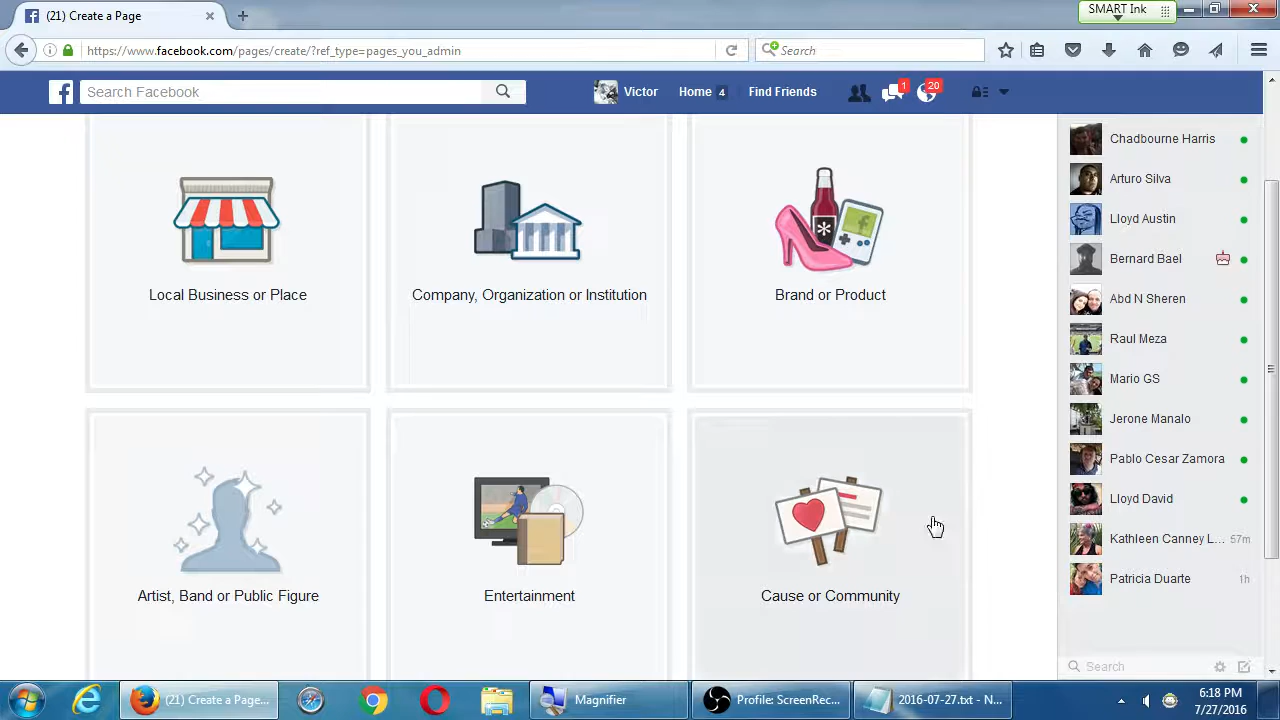 (21) Create a Page
SMART Ink
https://www.facebook.com/pages/create/?ref_type=pages_you_admin
Search
Search Facebook
Victor
Home 4
Find Friends
1
20
Local Business or Place
Company, Organization or Institution
Brand or Product
Artist, Band or Public Figure
Entertainment
Cause or Community
Chadbourne Harris
Arturo Silva
Lloyd Austin
Bernard Bael
Abd N Sheren
Raul Meza
Mario GS
Jerone Manalo
Pablo Cesar Zamora
Lloyd David
Kathleen Canney L... 57m
Patricia Duarte 1h
Search
(21) Create a Page...
Magnifier
Profile: ScreenRec...
2016-07-27.txt - N...
6:18 PM
7/27/2016